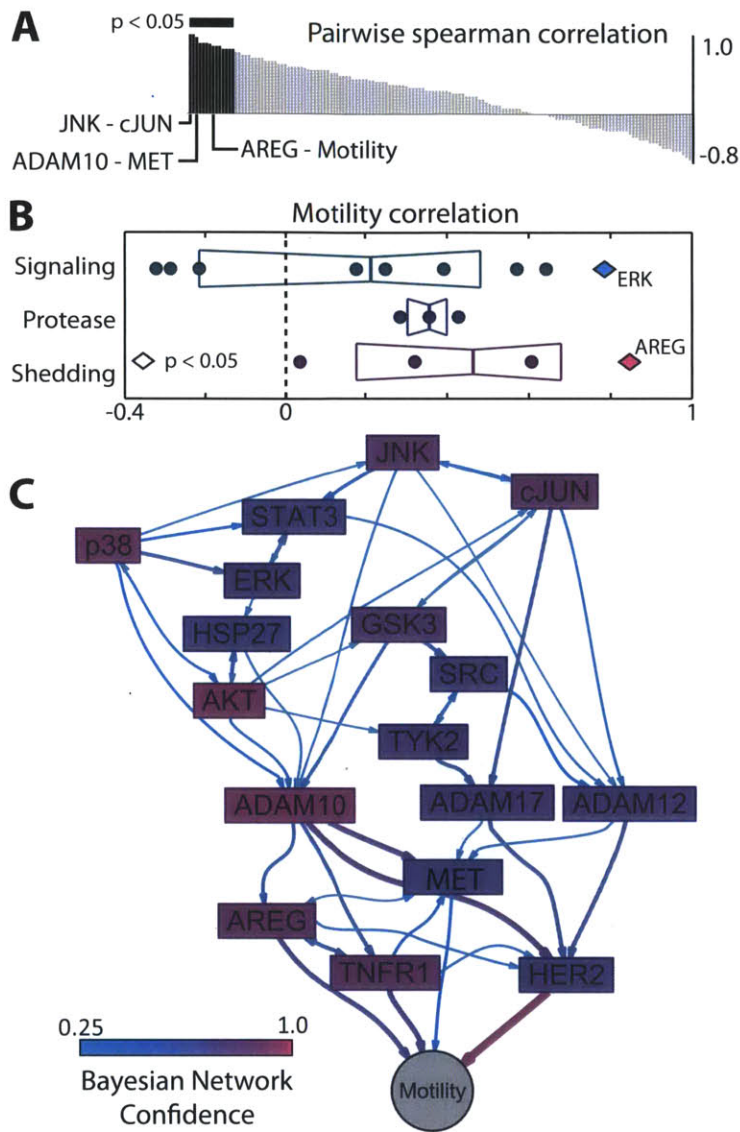 A
p < 0.05
Pairwise spearman correlation
1.0
JNK - cJUN
ADAM10 - MET
AREG - Motility
-0.8
B
Motility correlation
Signaling
ERK
Protease
Shedding
p < 0.05
AREG
-0.4
0
1
C
JNK
cJUN
STAT3
p38
ERK
HSP27
GSK3
SRC
AKT
TYK2
ADAM10
ADAM17
ADAM12
MET
AREG
TNFR1
HER2
0.25
1.0
Bayesian Network
Confidence
Motility